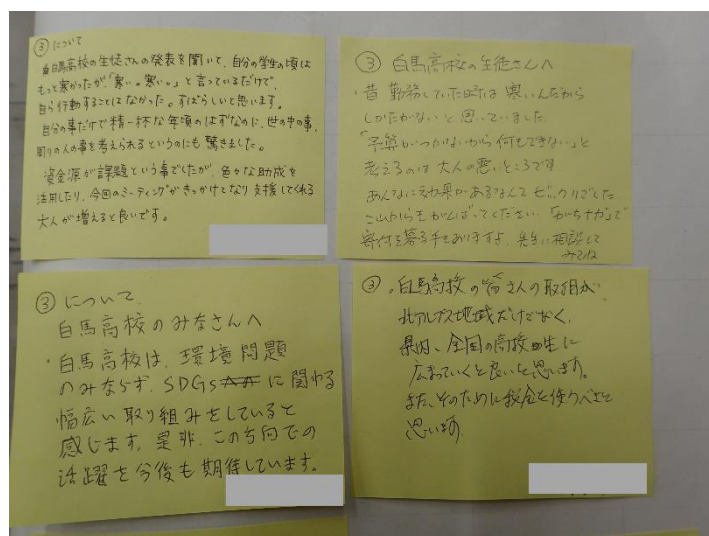 ③ について
白馬高校の生徒さんの発表を聞いて、自分の学生の頃は
もっと寒かったが、「寒い。寒い。」と言っているだけで、
自ら行動することはなかった。すばらしいと思います。
自分の事だけで精一杯な年頃のはずなのに、世の中の事、
周りの人の事を考えられるというのにも驚きました。
資金源が課題という事でしたが、色々な助成を
活用したり、今回のミーティングがきっかけとなり支援してくれる
大人が増えると良いです。
③ 白馬高校の生徒さんへ
・昔 勤務していた時は 寒いんだから
しかたがないと思っていました。
「予算がつかないから何もできない」と
考えるのは大人の悪いところです
あんなに効果があるなんてビックリでした
これからもがんばってください。「がちナガ」で
寄付を募る手もありますよ、先生に相談して
みてね
③ について、
白馬高校のみなさんへ
・白馬高校は、環境問題
のみならず、SDGsに関わる
幅広い取り組みをしていると
感じます。是非、この方向での
活躍を今後も期待しています。
③ 。白馬高校の皆さんの取組が
北アルプス地域だけでなく、
県内、全国の高校生に
広まっていくと良いと思います。
また、そのために税金を使うべきと
思います。